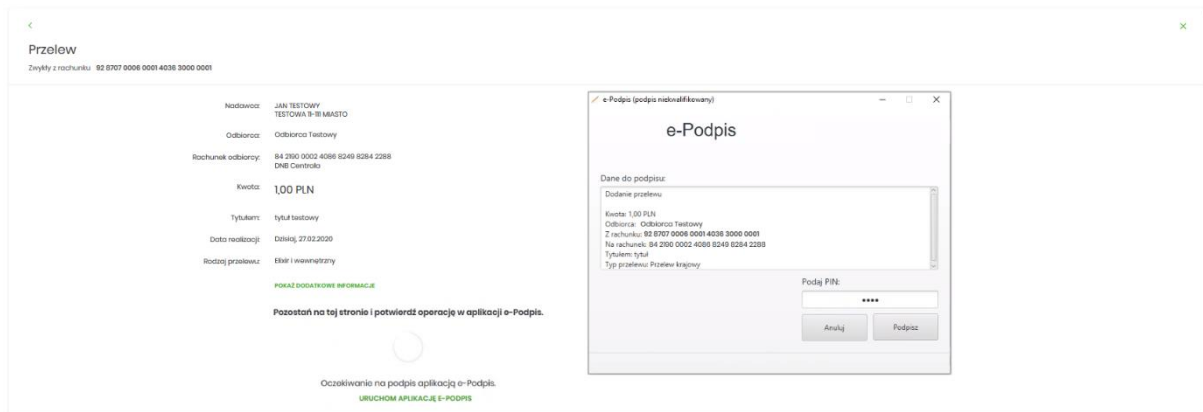 Przelew
Zwykły z rachunku 92 8707 0006 0001 4036 3000 0001
Nadawca: JAN TESTOWY
TESTOWA 11-111 MIASTO
Odbiorca: Odbiorca Testowy
Rachunek odbiorcy: 84 2190 0002 4086 8249 8284 2288
DNB Centrala
Kwota: 1,00 PLN
Tytułem: tytuł testowy
Data realizacji: Dzisiaj, 27.02.2020
Rodzaj przelewu: Elixir i wewnętrzny
POKAŻ DODATKOWE INFORMACJE
Pozostań na tej stronie i potwierdź operację w aplikacji e-Podpis.
Oczekiwanie na podpis aplikacją e-Podpis.
URUCHOM APLIKACJĘ E-PODPIS
e-Podpis (podpis niekwalifikowany)
e-Podpis
Dane do podpisu:
Dodanie przelewu
Kwota: 1,00 PLN
Odbiorca: Odbiorca Testowy
Z rachunku: 92 8707 0006 0001 4036 3000 0001
Na rachunek: 84 2190 0002 4086 8249 8284 2288
Tytułem: tytuł
Typ przelewu: Przelew krajowy
Podaj PIN:
••••
Anuluj Podpisz